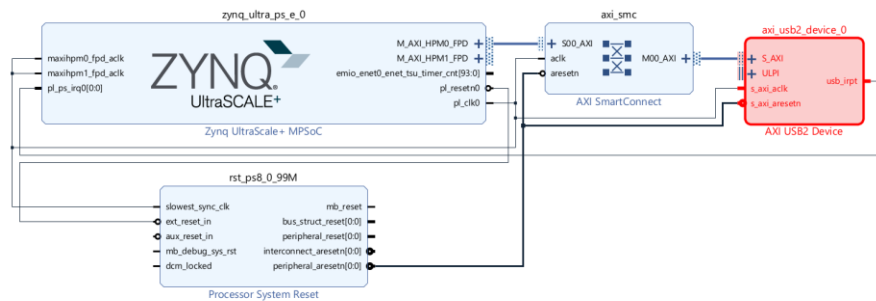 zynq_ultra_ps_e_0
maxihpm0_fpd_aclk
maxihpm1_fpd_aclk
pl_ps_irq0[0:0]
ZYNQ
UltraSCALE+
M_AXI_HPM0_FPD
M_AXI_HPM1_FPD
emio_enet0_enet_tsu_timer_cnt[93:0]
pl_resetn0
pl_clk0
Zynq UltraScale+ MPSoC
axi_smc
S00_AXI
aclk
aresetn
M00_AXI
AXI SmartConnect
axi_usb2_device_0
S_AXI
ULPI
s_axi_aclk
s_axi_aresetn
usb_irpt
AXI USB2 Device
rst_ps8_0_99M
slowest_sync_clk
ext_reset_in
aux_reset_in
mb_debug_sys_rst
dcm_locked
mb_reset
bus_struct_reset[0:0]
peripheral_reset[0:0]
interconnect_aresetn[0:0]
peripheral_aresetn[0:0]
Processor System Reset